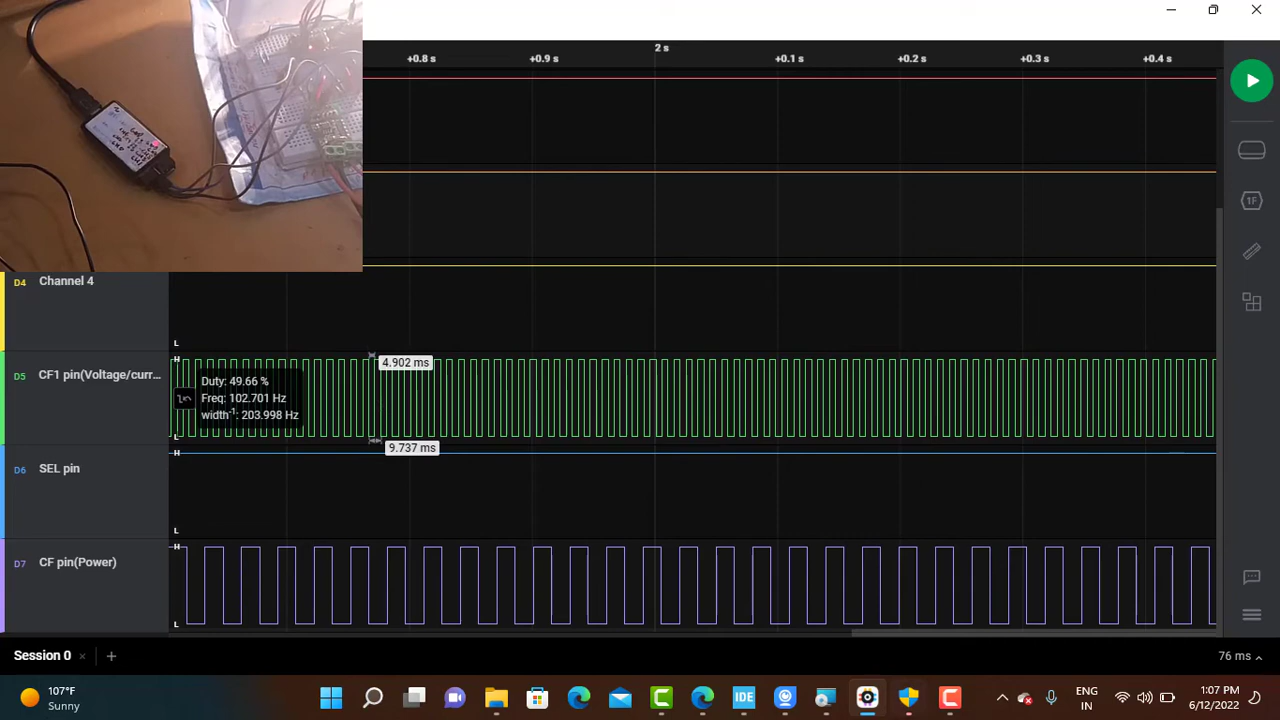 2 s
+0.8 s
+0.9 s
+0.1 s
+0.2 s
+0.3 s
+0.4 s
D4 Channel 4
L
D5 CF1 pin(Voltage/curr...
H
L
4.902 ms
Duty: 49.66 %
Freq: 102.701 Hz
width-1: 203.998 Hz
9.737 ms
D6 SEL pin
H
L
D7 CF pin(Power)
H
L
1F
Session 0
76 ms
107°F
Sunny
IDE
ENG
IN
1:07 PM
6/12/2022